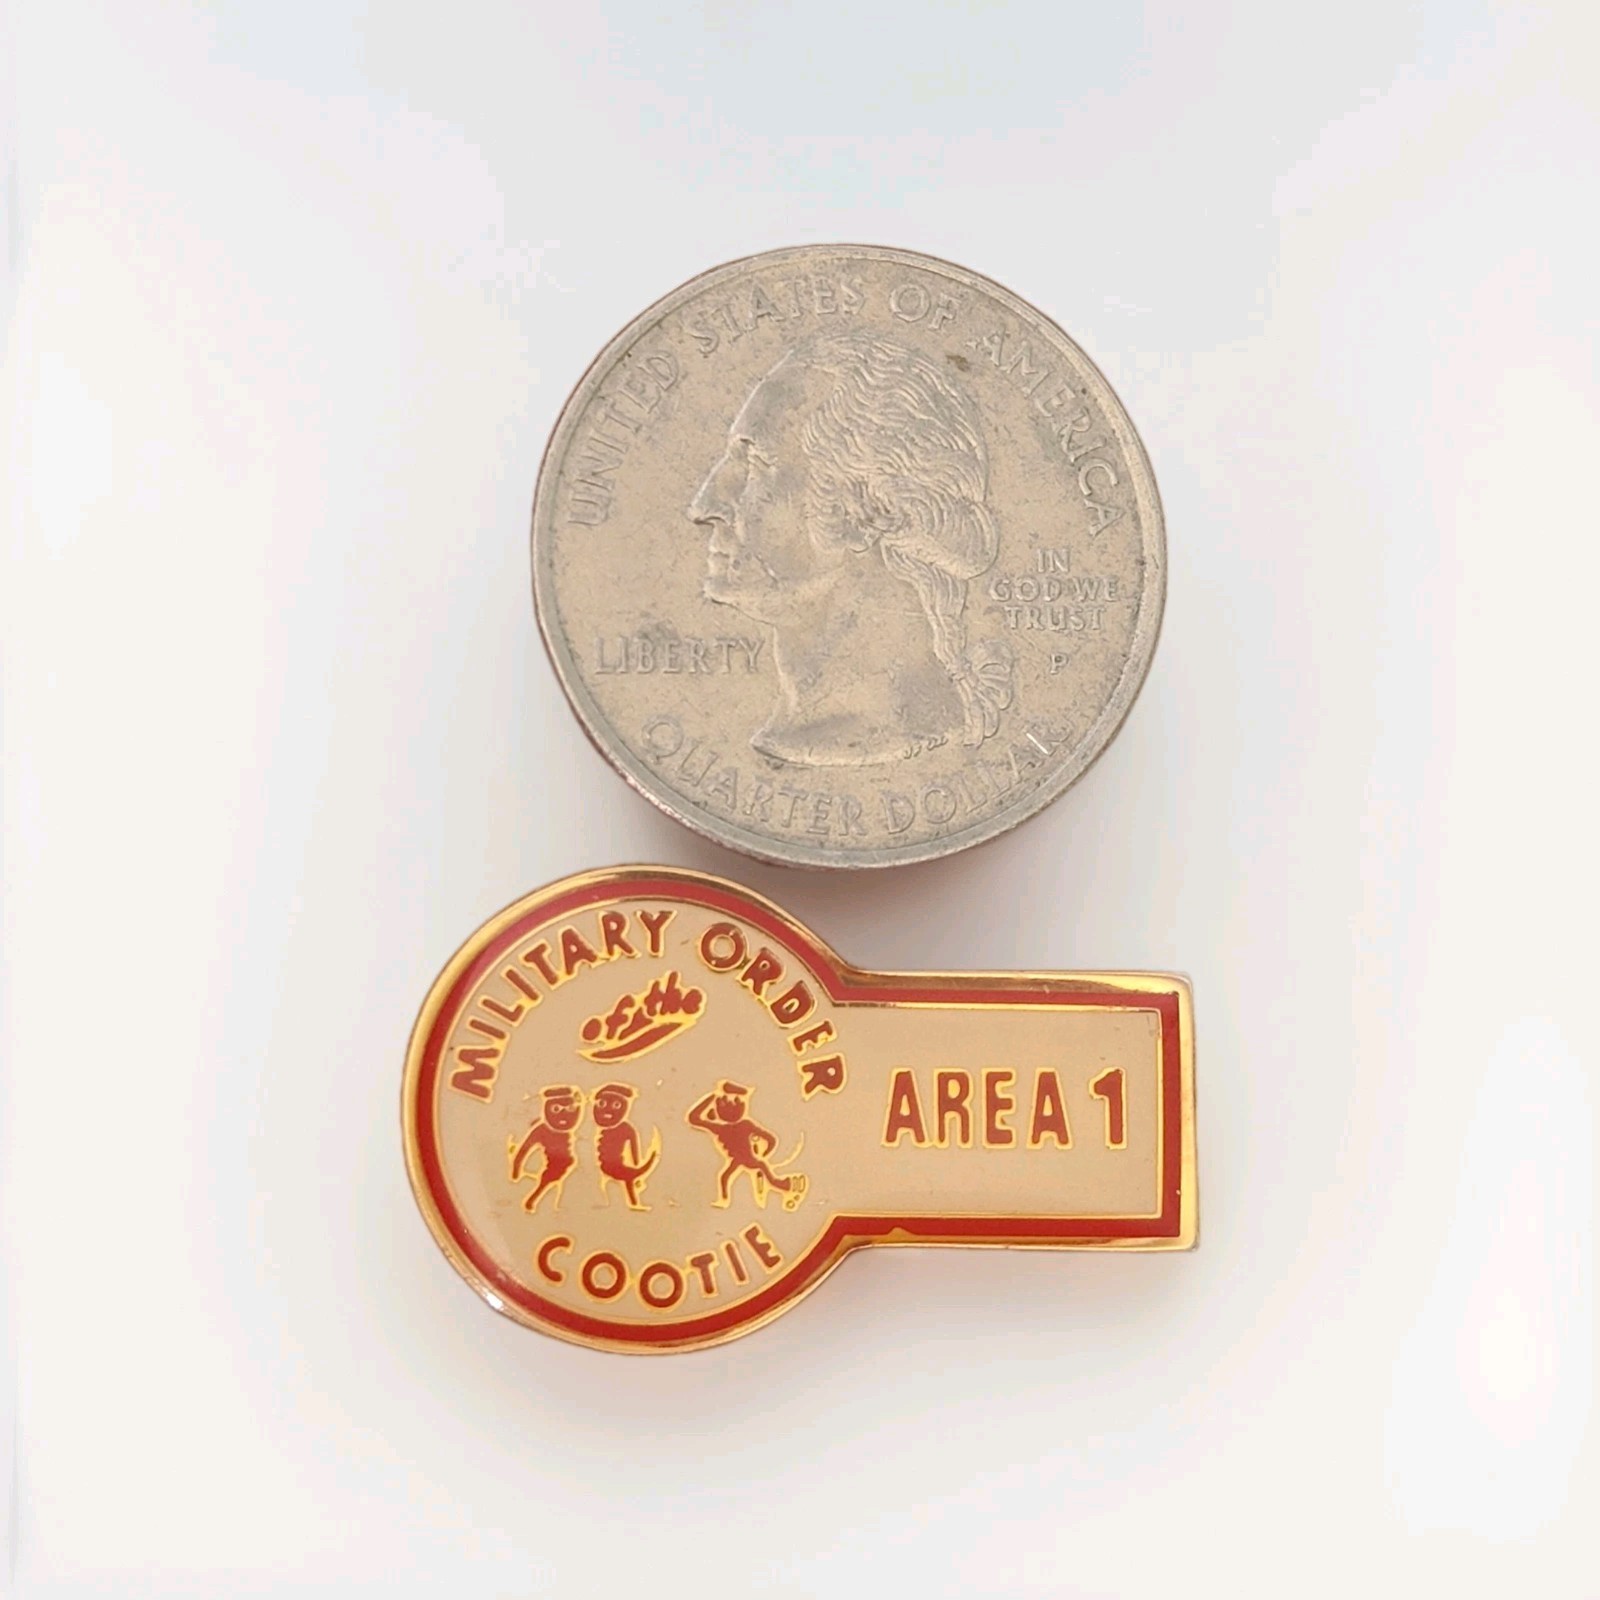 UNITED STATES OF AMERICA
IN
GOD WE
TRUST
LIBERTY
P
QUARTER DOLLAR
MILITARY ORDER
of the
COOTIE
AREA 1